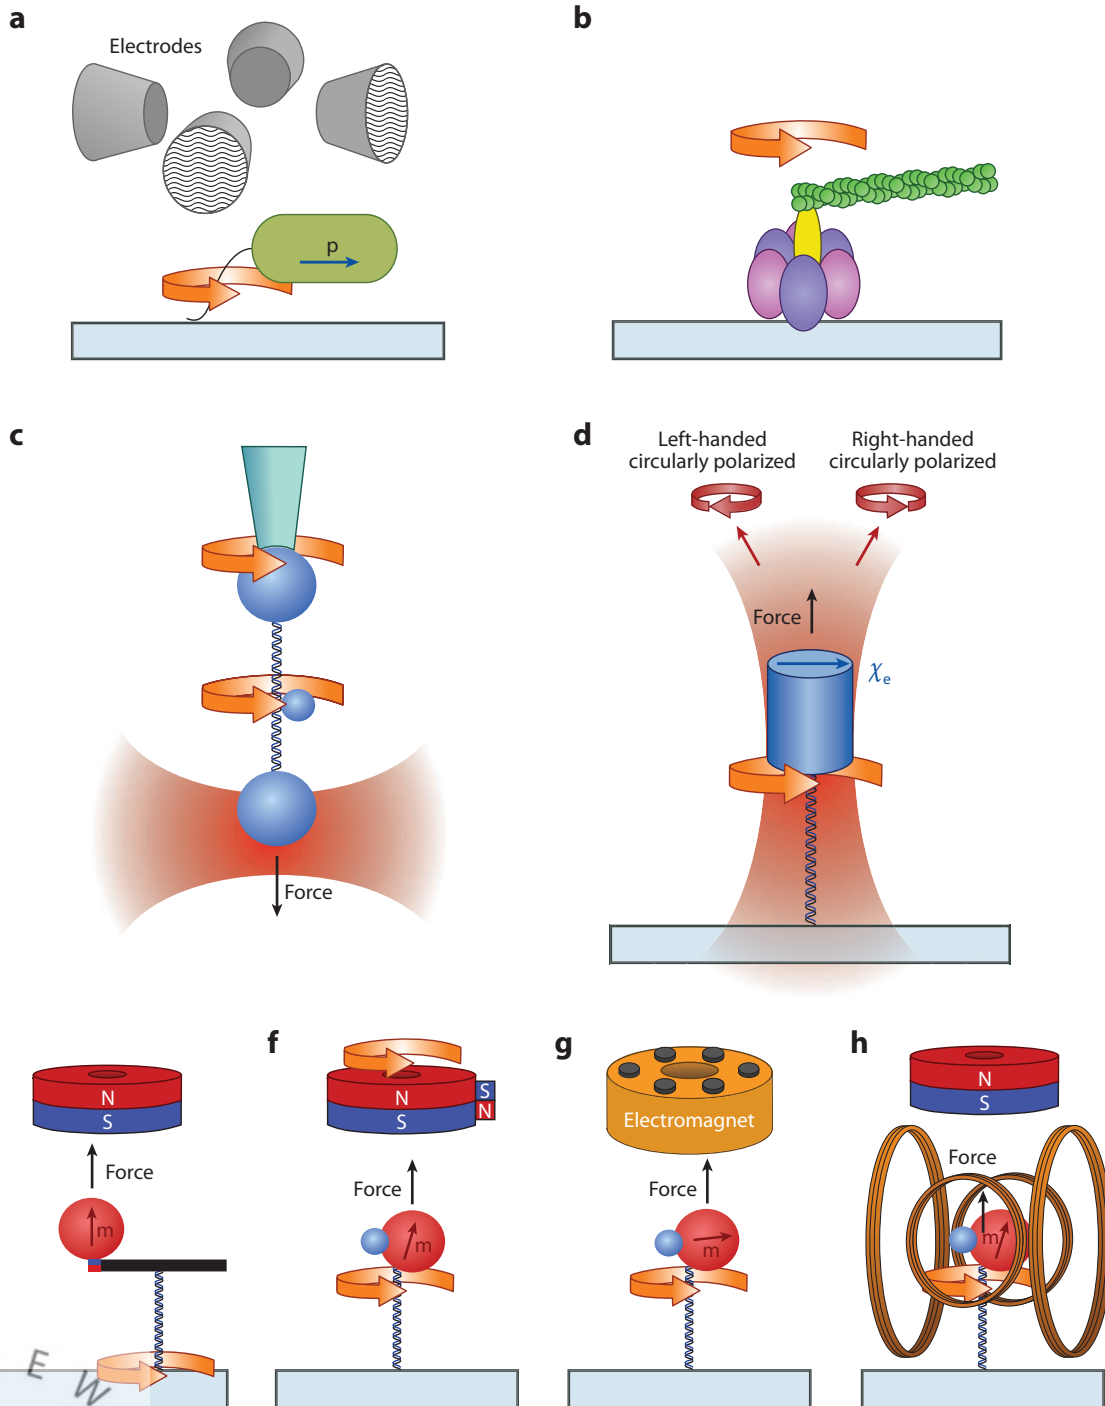 a
Electrodes
p
b
c
Force
d
Left-handed
circularly polarized
Right-handed
circularly polarized
Force
χe
N
S
Force
m
E W
f
N
S
S
N
Force
m
g
Electromagnet
Force
m
h
N
S
Force
m